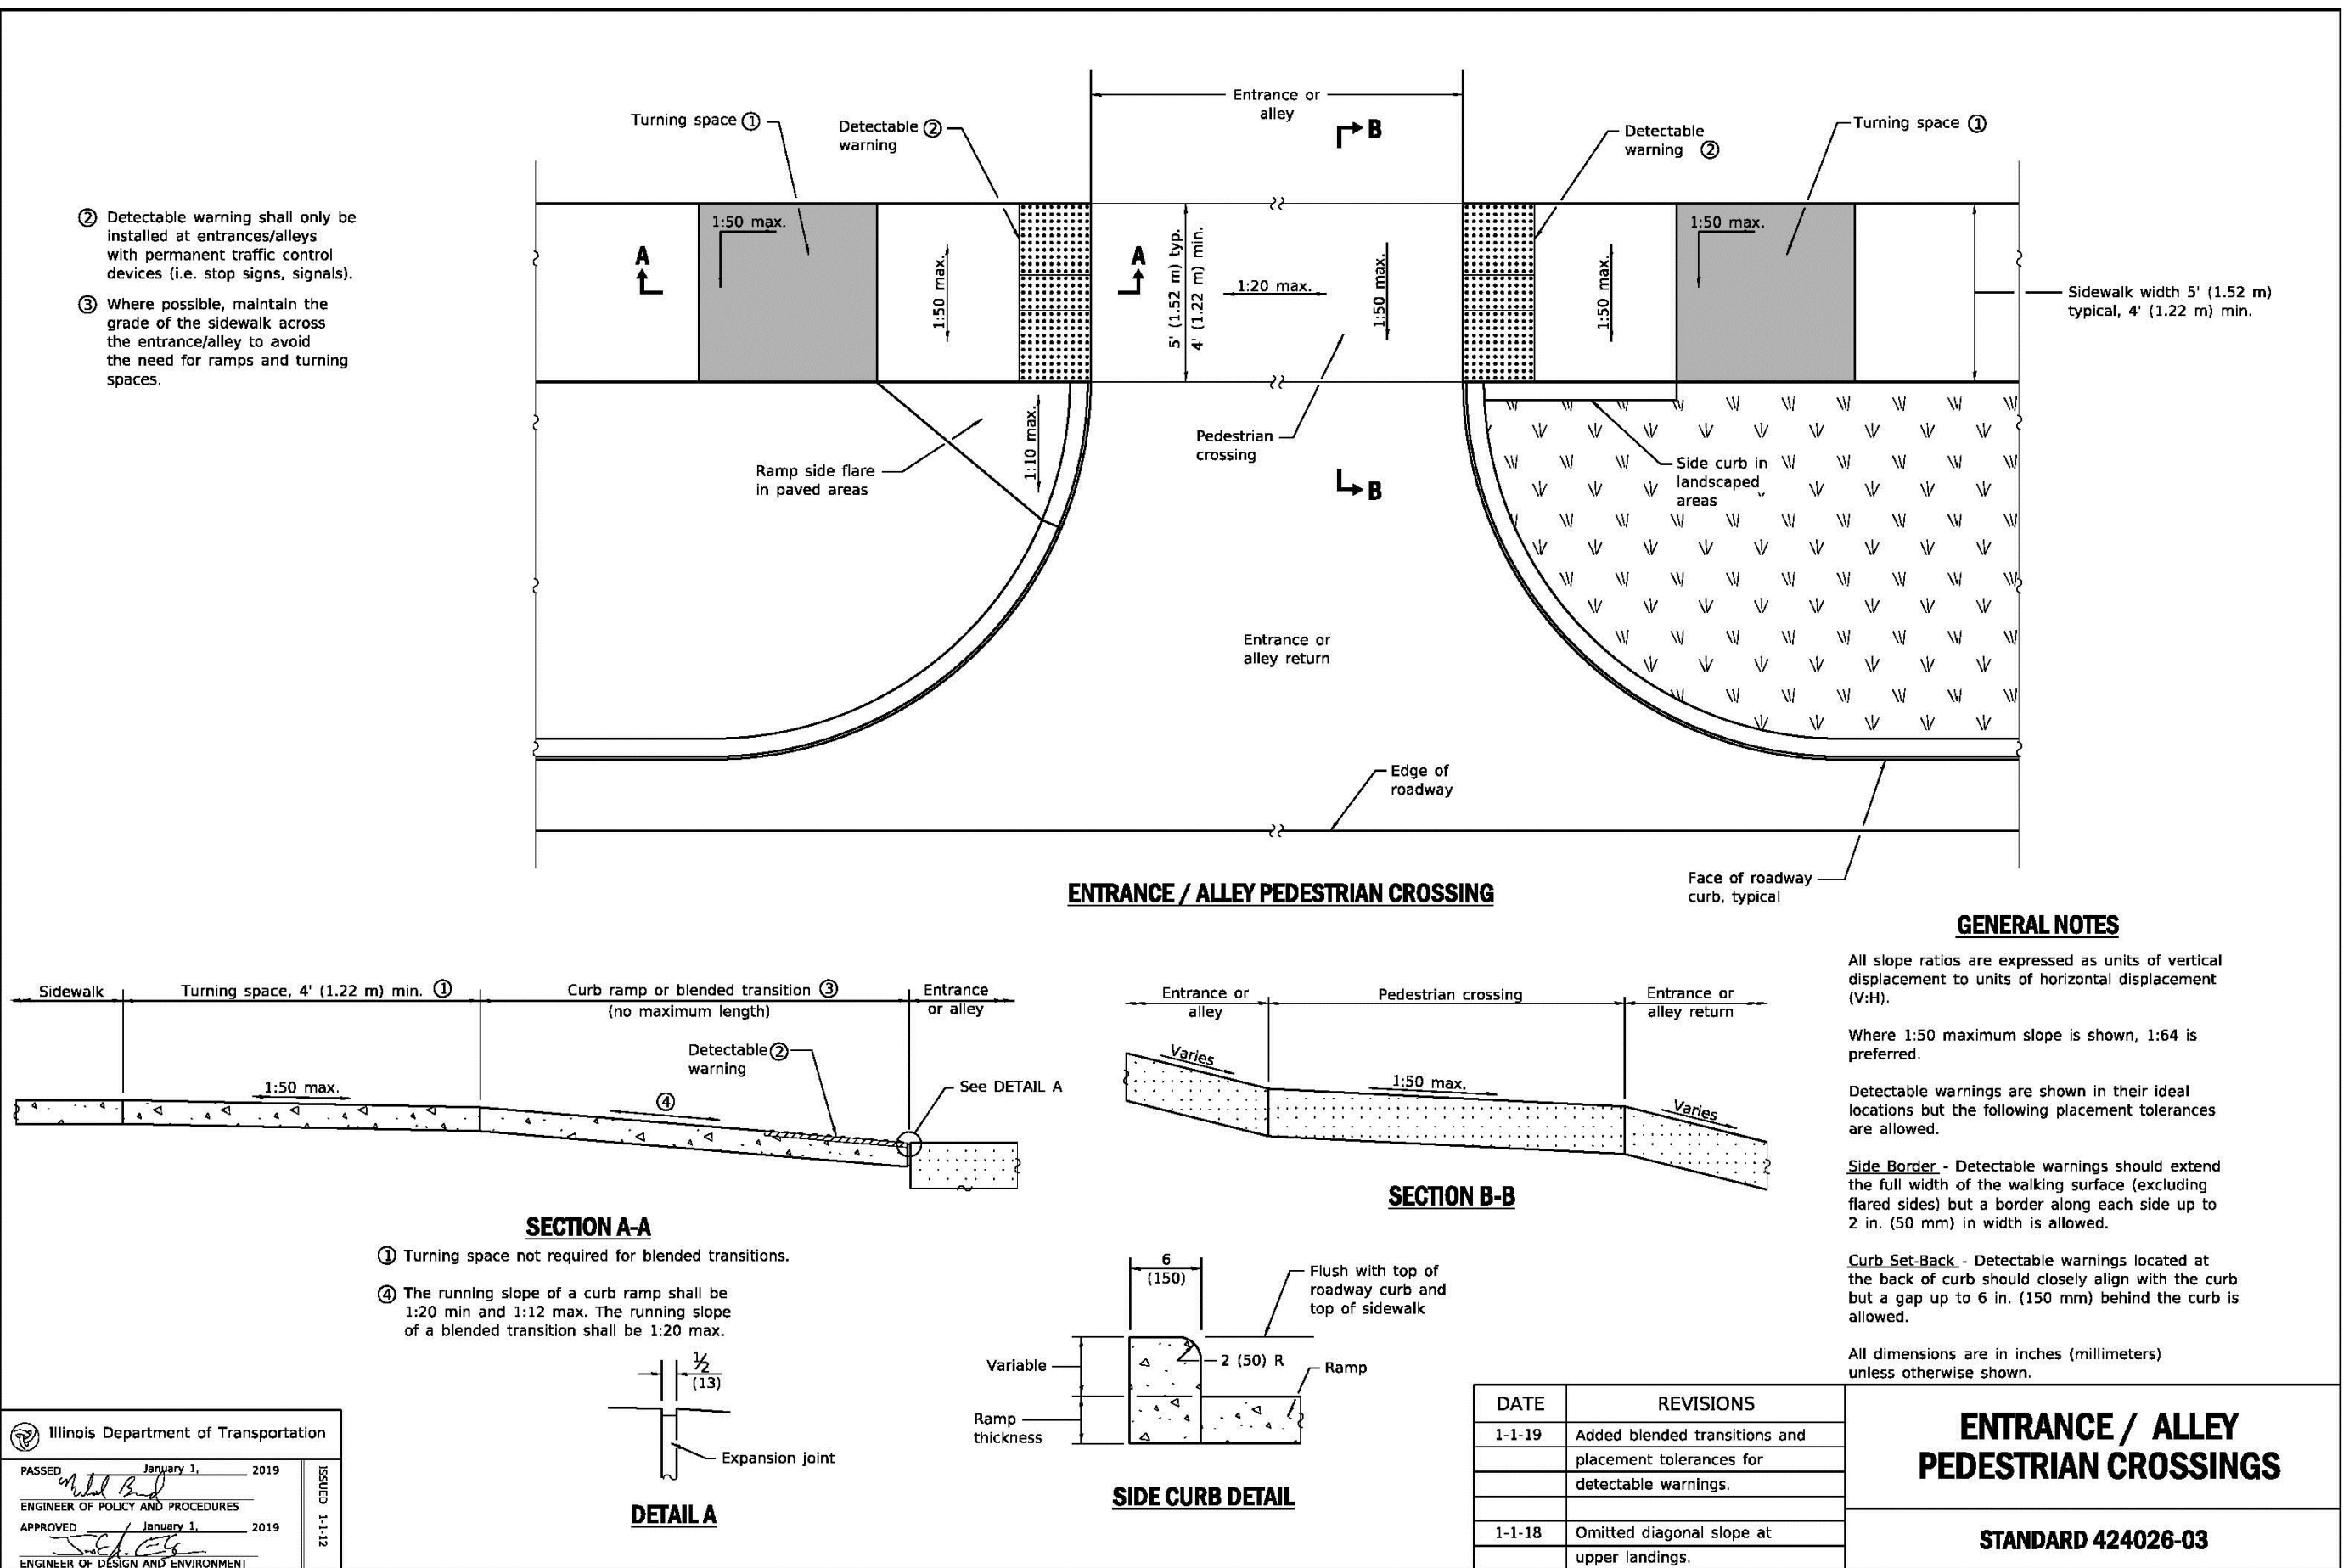 Entrance or
alley
B
Turning space ①
Detectable ②
warning
Detectable
warning ②
Turning space ①
② Detectable warning shall only be
installed at entrances/alleys
with permanent traffic control
devices (i.e. stop signs, signals).
③ Where possible, maintain the
grade of the sidewalk across
the entrance/alley to avoid
the need for ramps and turning
spaces.
1:50 max.
A
1:50 max.
A
5' (1.52 m) typ.
4' (1.22 m) min.
1:20 max.
1:50 max.
1:50 max.
1:50 max.
Sidewalk width 5' (1.52 m)
typical, 4' (1.22 m) min.
1:10 max.
Ramp side flare
in paved areas
Pedestrian
crossing
B
Side curb in
landscaped
areas
Entrance or
alley return
Edge of
roadway
Face of roadway
curb, typical
ENTRANCE / ALLEY PEDESTRIAN CROSSING
Sidewalk
Turning space, 4' (1.22 m) min. ①
Curb ramp or blended transition ③
(no maximum length)
Entrance
or alley
Detectable ②
warning
See DETAIL A
1:50 max.
④
SECTION A-A
① Turning space not required for blended transitions.
④ The running slope of a curb ramp shall be
1:20 min and 1:12 max. The running slope
of a blended transition shall be 1:20 max.
½
(13)
Expansion joint
DETAIL A
Entrance or
alley
Pedestrian crossing
Entrance or
alley return
Varies
1:50 max.
Varies
SECTION B-B
6
(150)
Flush with top of
roadway curb and
top of sidewalk
Variable
2 (50) R
Ramp
Ramp
thickness
SIDE CURB DETAIL
GENERAL NOTES
All slope ratios are expressed as units of vertical
displacement to units of horizontal displacement
(V:H).
Where 1:50 maximum slope is shown, 1:64 is
preferred.
Detectable warnings are shown in their ideal
locations but the following placement tolerances
are allowed.
Side Border - Detectable warnings should extend
the full width of the walking surface (excluding
flared sides) but a border along each side up to
2 in. (50 mm) in width is allowed.
Curb Set-Back - Detectable warnings located at
the back of curb should closely align with the curb
but a gap up to 6 in. (150 mm) behind the curb is
allowed.
All dimensions are in inches (millimeters)
unless otherwise shown.
Illinois Department of Transportation
PASSED January 1, 2019
ENGINEER OF POLICY AND PROCEDURES
APPROVED January 1, 2019
ENGINEER OF DESIGN AND ENVIRONMENT
ISSUED 1-1-12
DATE REVISIONS
1-1-19 Added blended transitions and
placement tolerances for
detectable warnings.
1-1-18 Omitted diagonal slope at
upper landings.
ENTRANCE / ALLEY
PEDESTRIAN CROSSINGS
STANDARD 424026-03